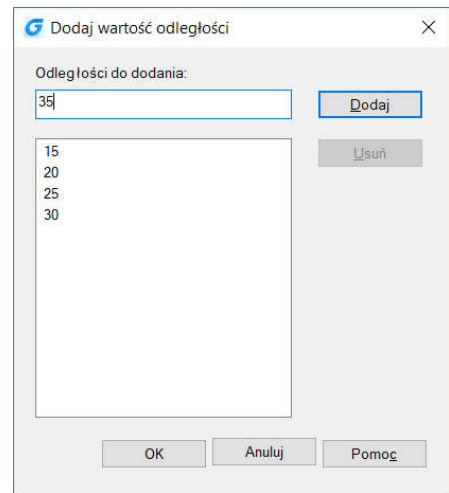 Dodaj wartość odległości
Odległości do dodania:
35
Dodaj
15
Usuń
20
25
30
OK
Anuluj
Pomoc